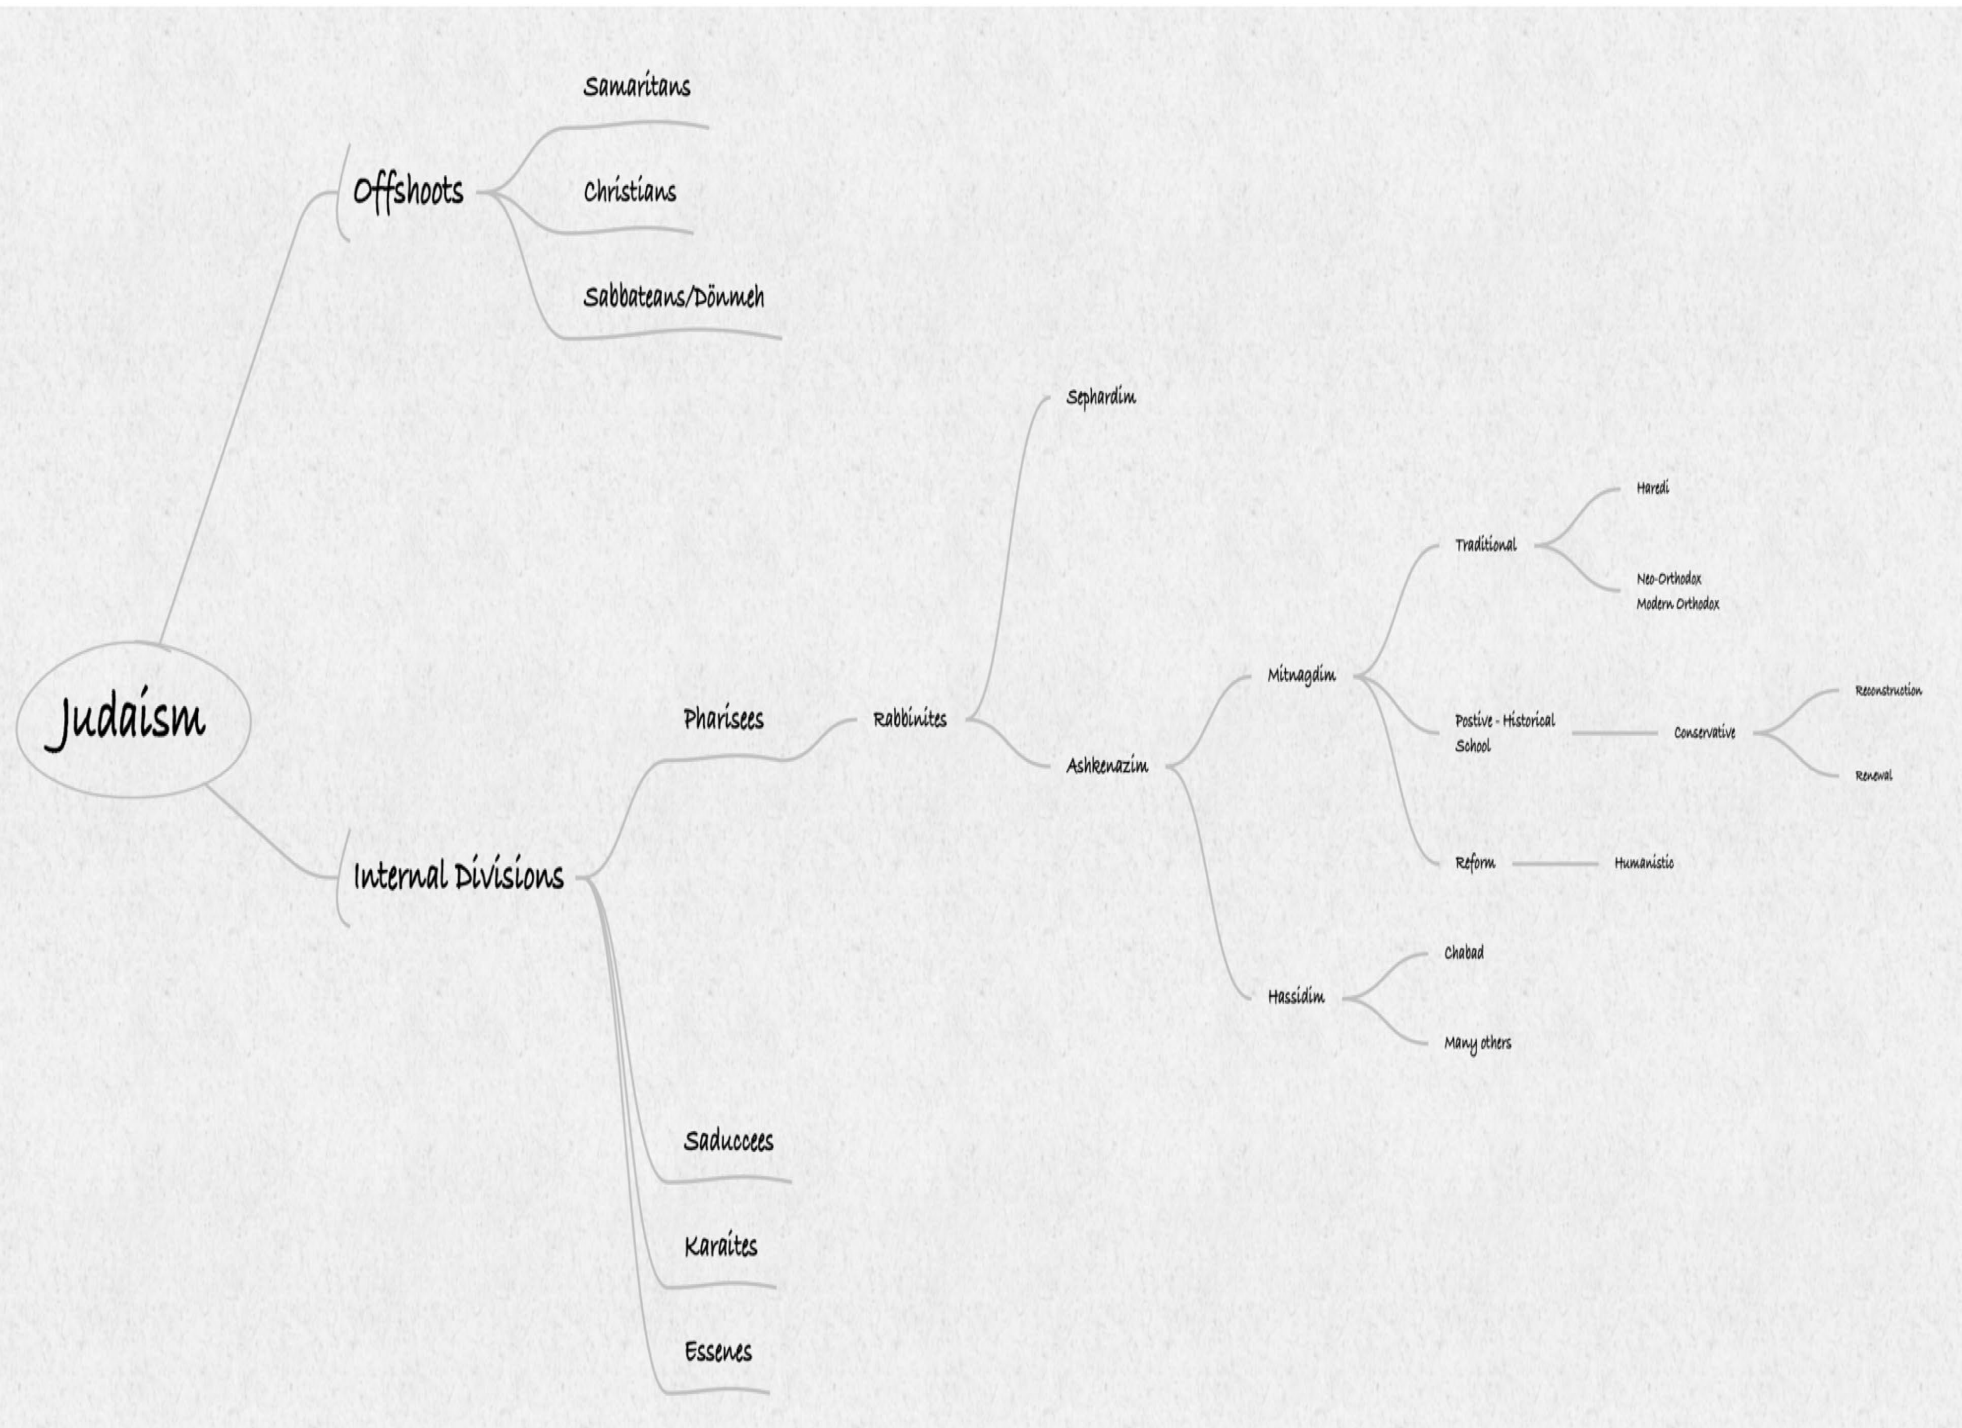 Samaritans
Offshoots
Christians
Sabbateans/Dönmeh
Sephardim
Haredi
Traditional
Neo-Orthodox
Modern Orthodox
Judaism
Mitnagdim
Reconstruction
Pharisees
Rabbinites
Postive - Historical
School
Conservative
Ashkenazim
Renewal
Internal Divisions
Reform
Humanistic
Chabad
Hassidim
Many others
Saduccees
Karaites
Essenes